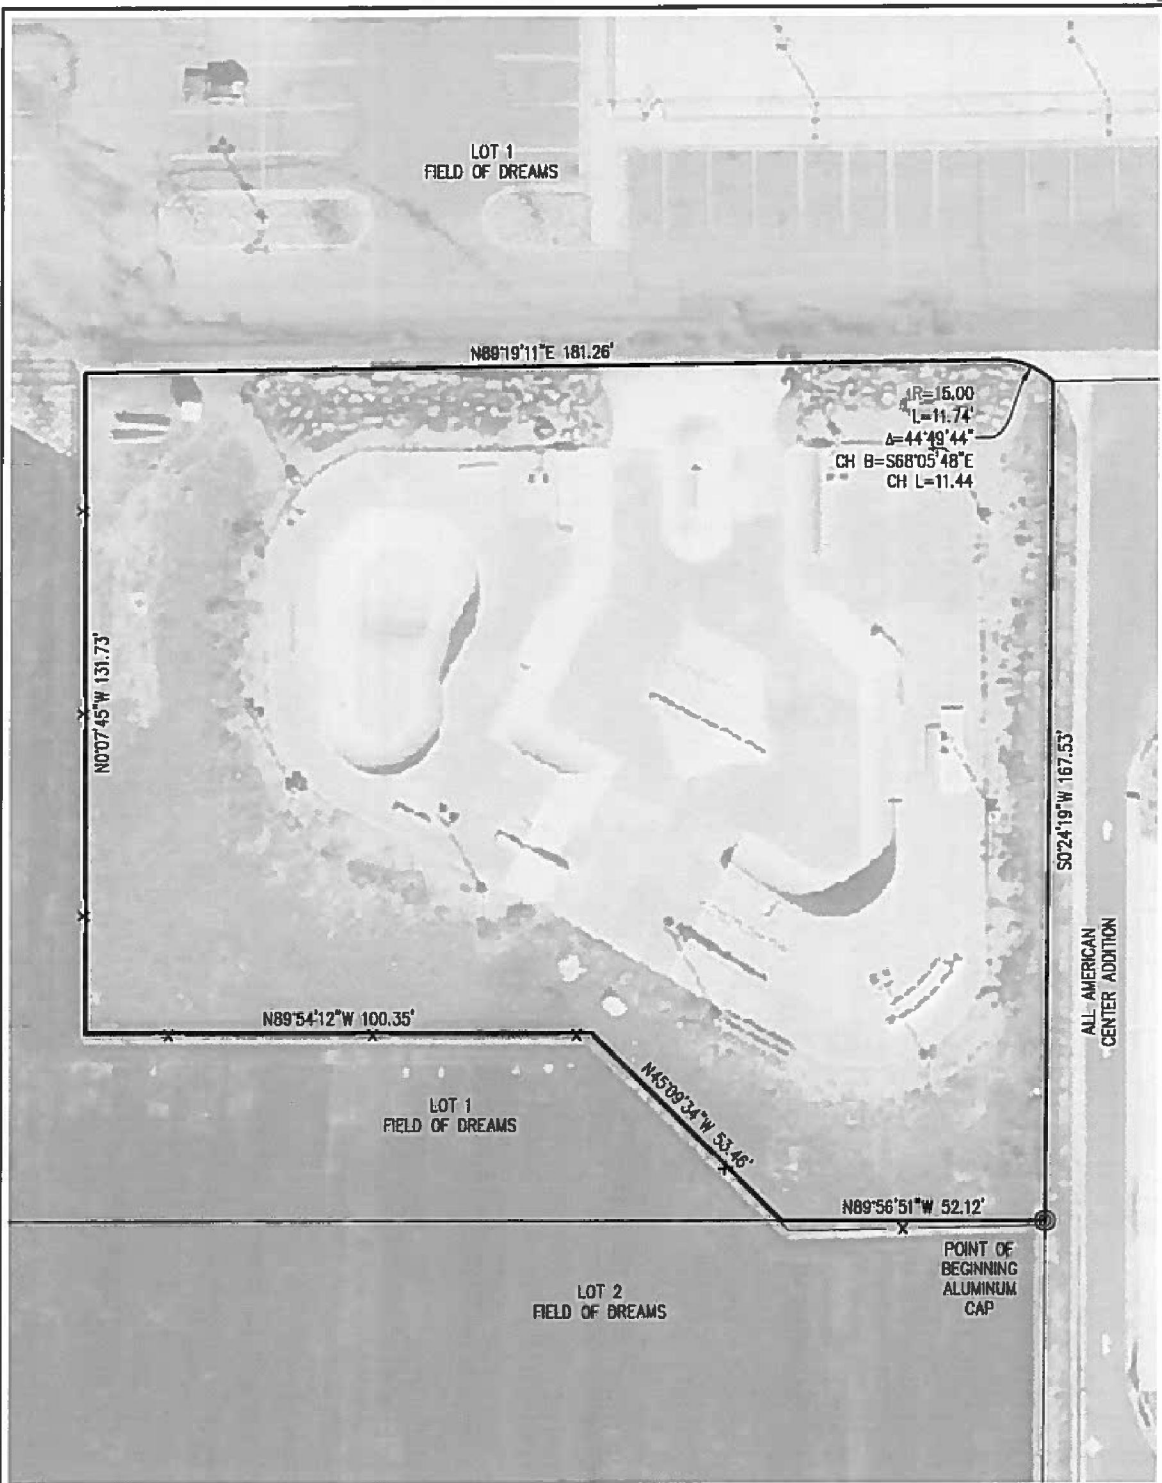 LOT 1
FIELD OF DREAMS
N89°19'11"E 181.26'
R=15.00
L=11.74'
Δ=44°49'44"
CH B=S68°05'48"E
CH L=11.44
N0°07'45"W 131.73'
S0°24'19"W 167.53'
ALL AMERICAN
CENTER ADDITION
N89°54'12"W 100.35'
LOT 1
FIELD OF DREAMS
N45°09'34"W 53.46'
N89°56'51"W 52.12'
POINT OF
BEGINNING
ALUMINUM
CAP
LOT 2
FIELD OF DREAMS